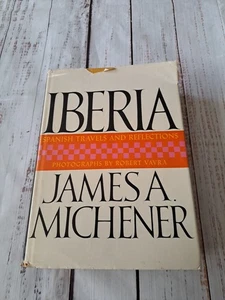 IBERIA
SPANISH TRAVELS AND REFLECTIONS
PHOTOGRAPHS BY ROBERT VAVRA
JAMES A.
MICHENER